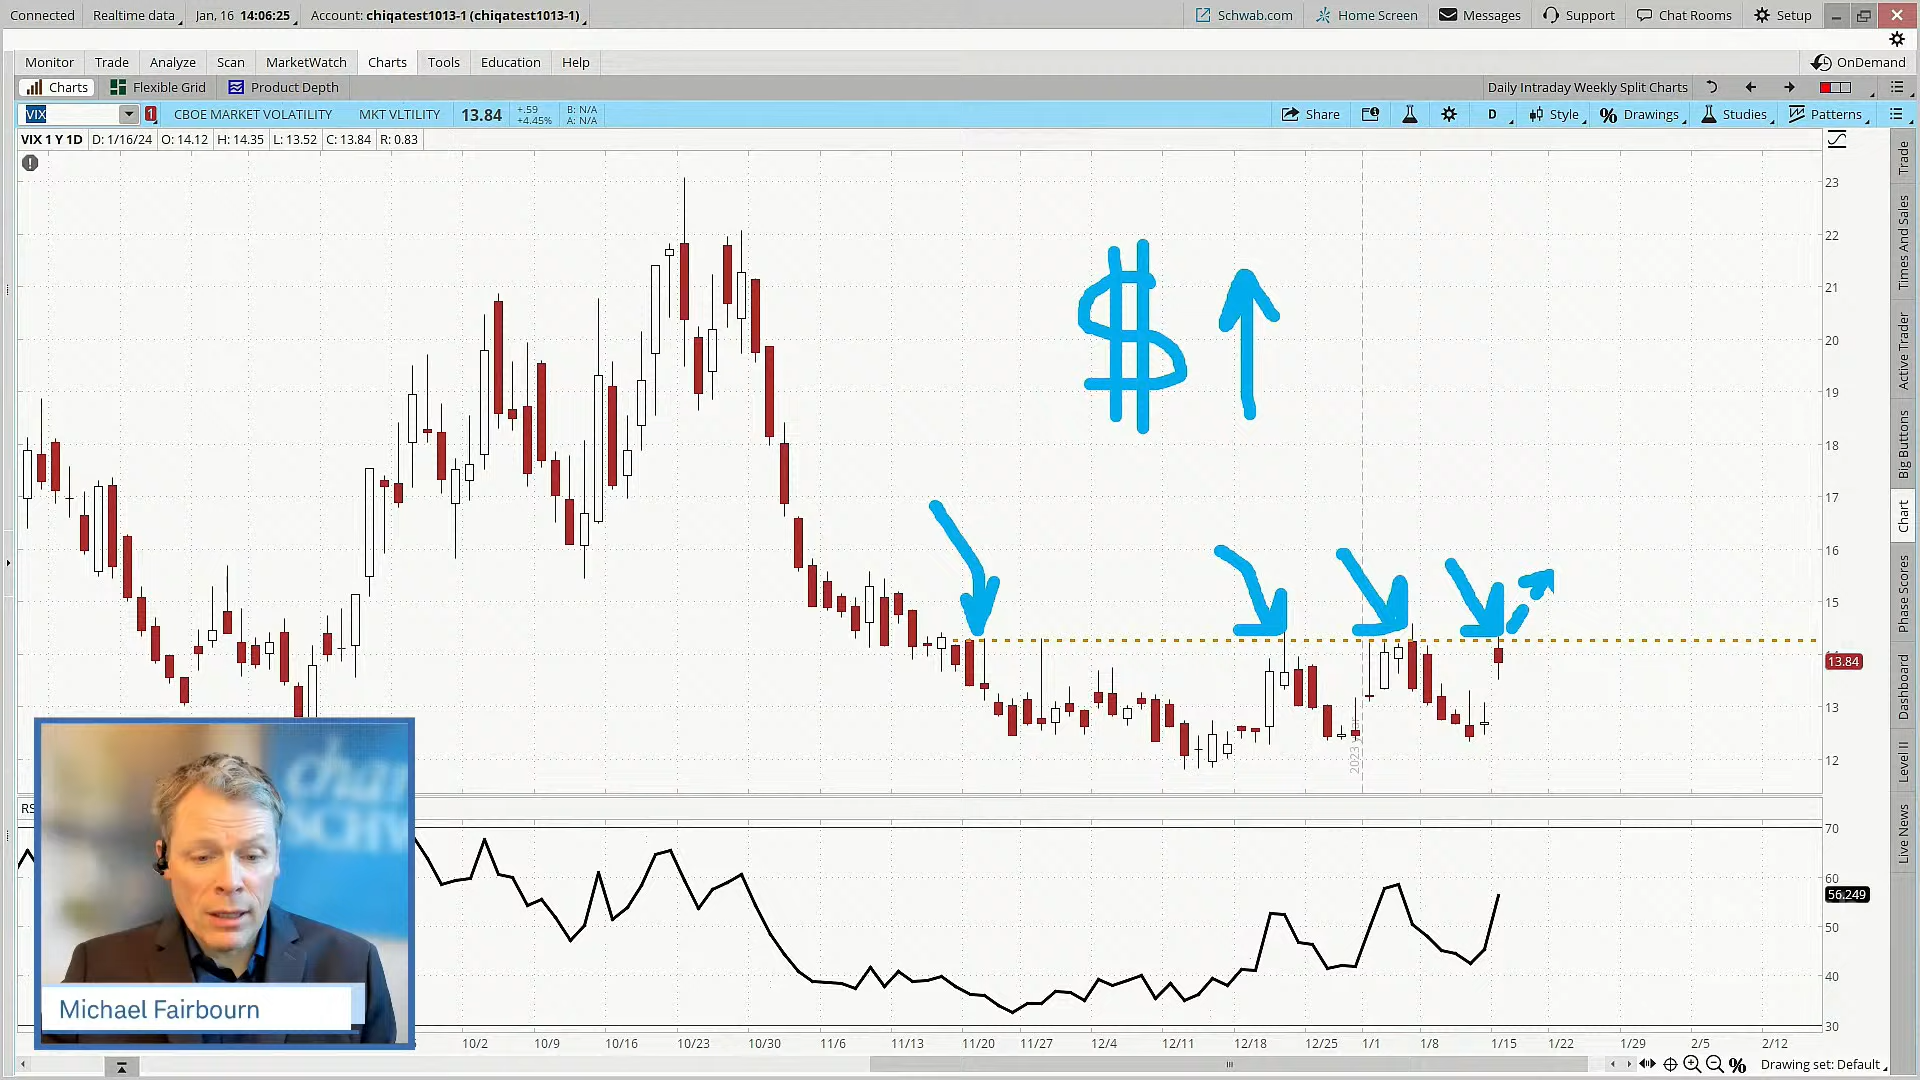 Connected Realtime data Jan, 16 14:06:25 Account: chiqatest1013-1 (chiqatest1013-1) Schwab.com Home Screen Messages Support Chat Rooms Setup
Monitor Trade Analyze Scan MarketWatch Charts Tools Education Help OnDemand
Charts Flexible Grid Product Depth Daily Intraday Weekly Split Charts
VIX 1 CBOE MARKET VOLATILITY MKT VLTILITY 13.84 +.59 +4.45% B: N/A A: N/A Share D Style Drawings Studies Patterns
VIX 1 Y 1D D: 1/16/24 O: 14.12 H: 14.35 L: 13.52 C: 13.84 R: 0.83
23
22
21
20
19
18
17
16
15
13.84
13
12
$
2023 year
RS
70
60
56.249
50
40
30
10/2 10/9 10/16 10/23 10/30 11/6 11/13 11/20 11/27 12/4 12/11 12/18 12/25 1/1 1/8 1/15 1/22 1/29 2/5 2/12
Drawing set: Default
Trade
Times And Sales
Active Trader
Big Buttons
Chart
Phase Scores
Dashboard
Level II
Live News
char
SCHW
Michael Fairbourn